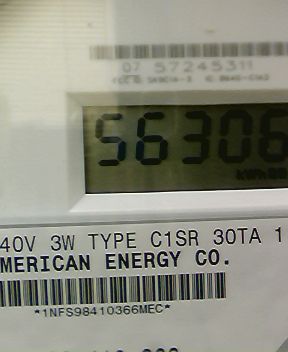 07 57245311
56306
kWh
40V 3W TYPE C1SR 30TA 1
MERICAN ENERGY CO.
*1NFS98410366MEC*